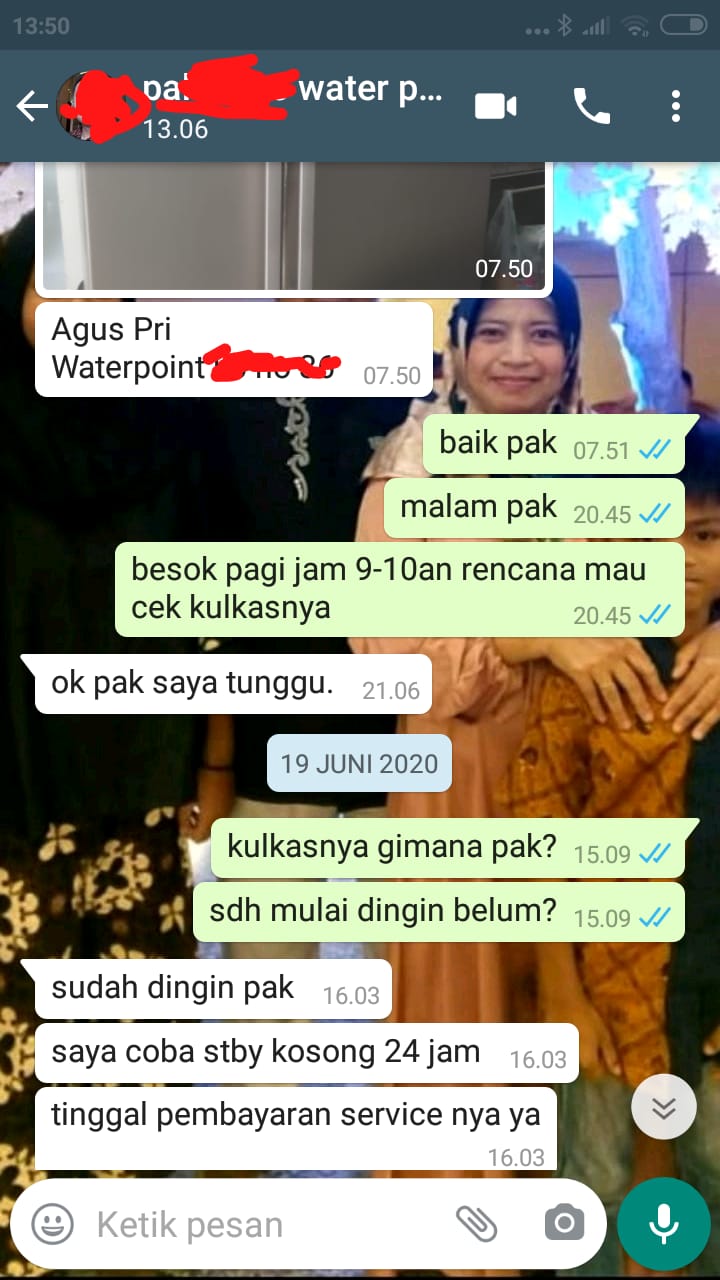 13:50
water p...
13.06
07.50
Agus Pri
Waterpoint
07.50
baik pak 07.51
malam pak 20.45
besok pagi jam 9-10an rencana mau
cek kulkasnya 20.45
ok pak saya tunggu. 21.06
19 JUNI 2020
kulkasnya gimana pak? 15.09
sdh mulai dingin belum? 15.09
sudah dingin pak 16.03
saya coba stby kosong 24 jam 16.03
tinggal pembayaran service nya ya
16.03
Ketik pesan